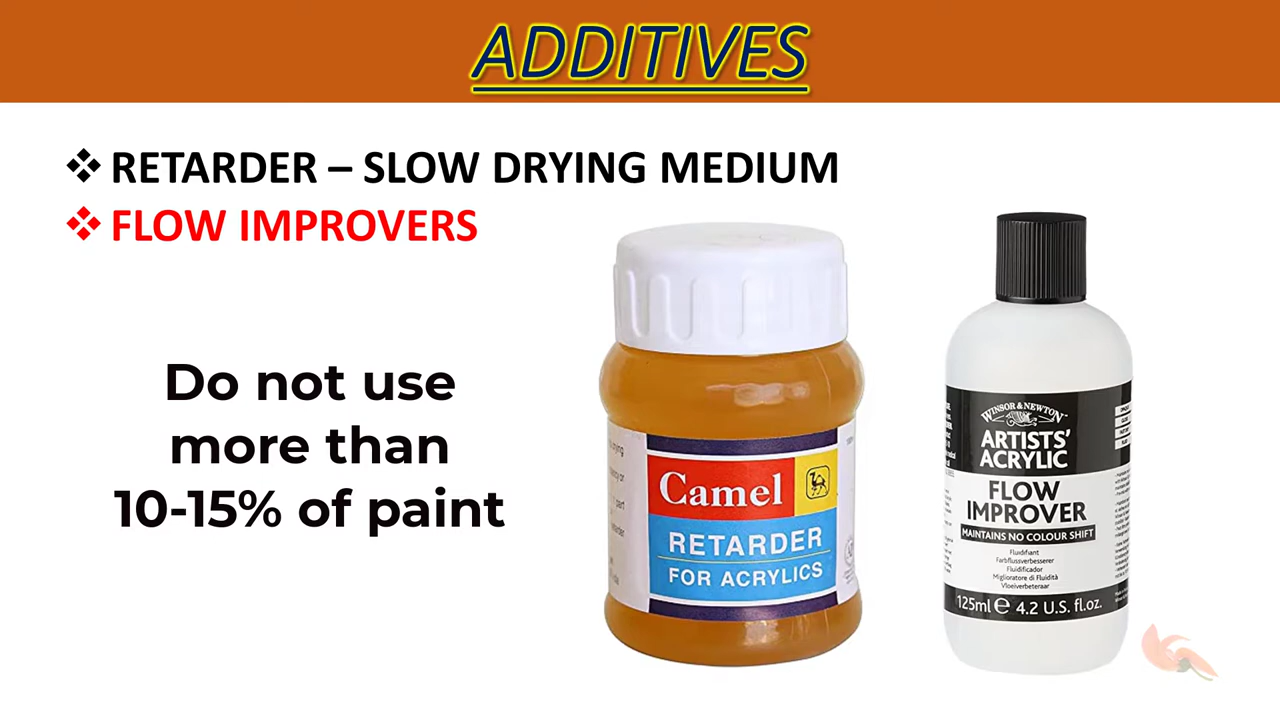 ADDITIVES
❖ RETARDER – SLOW DRYING MEDIUM
❖ FLOW IMPROVERS
Do not use
more than
10-15% of paint
Camel
RETARDER
FOR ACRYLICS
WINSOR & NEWTON
ARTISTS'
ACRYLIC
FLOW
IMPROVER
MAINTAINS NO COLOUR SHIFT
Fluidifiant
Farbflussverbesserer
Fluidificador
Miglioratore di Fluidità
Vloeiverbeteraar
125ml e 4.2 U.S. fl.oz.